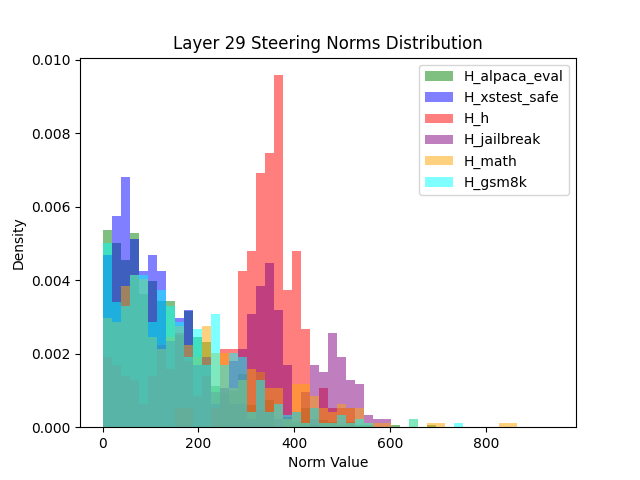 Layer 29 Steering Norms Distribution
0.010
0.008
0.006
0.004
0.002
0.000
Density
H_alpaca_eval
H_xstest_safe
H_h
H_jailbreak
H_math
H_gsm8k
0
200
400
600
800
Norm Value